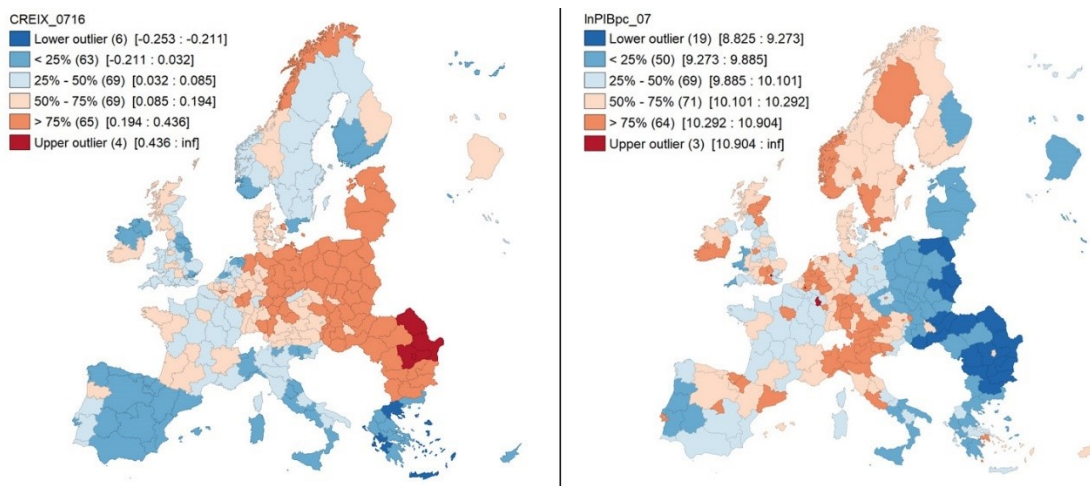 CREIX_0716
Lower outlier (6) [-0.253 : -0.211]
< 25% (63) [-0.211 : 0.032]
25% - 50% (69) [0.032 : 0.085]
50% - 75% (69) [0.085 : 0.194]
> 75% (65) [0.194 : 0.436]
Upper outlier (4) [0.436 : inf]
lnPIBpc_07
Lower outlier (19) [8.825 : 9.273]
< 25% (50) [9.273 : 9.885]
25% - 50% (69) [9.885 : 10.101]
50% - 75% (71) [10.101 : 10.292]
> 75% (64) [10.292 : 10.904]
Upper outlier (3) [10.904 : inf]